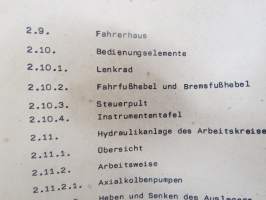 2.9. Fahrerhaus
2.10. Bedienungselemente
2.10.1. Lenkrad
2.10.2. Fahrfußhebel und Bremsfußhebel
2.10.3. Steuerpult
2.10.4. Instrumententafel
2.11. Hydraulikanlage des Arbeitskreise
2.11.1. Übersicht
2.11.2. Arbeitsweise
2.11.2.1. Axialkolbenpumpen
Heben und Senken des Auslegers